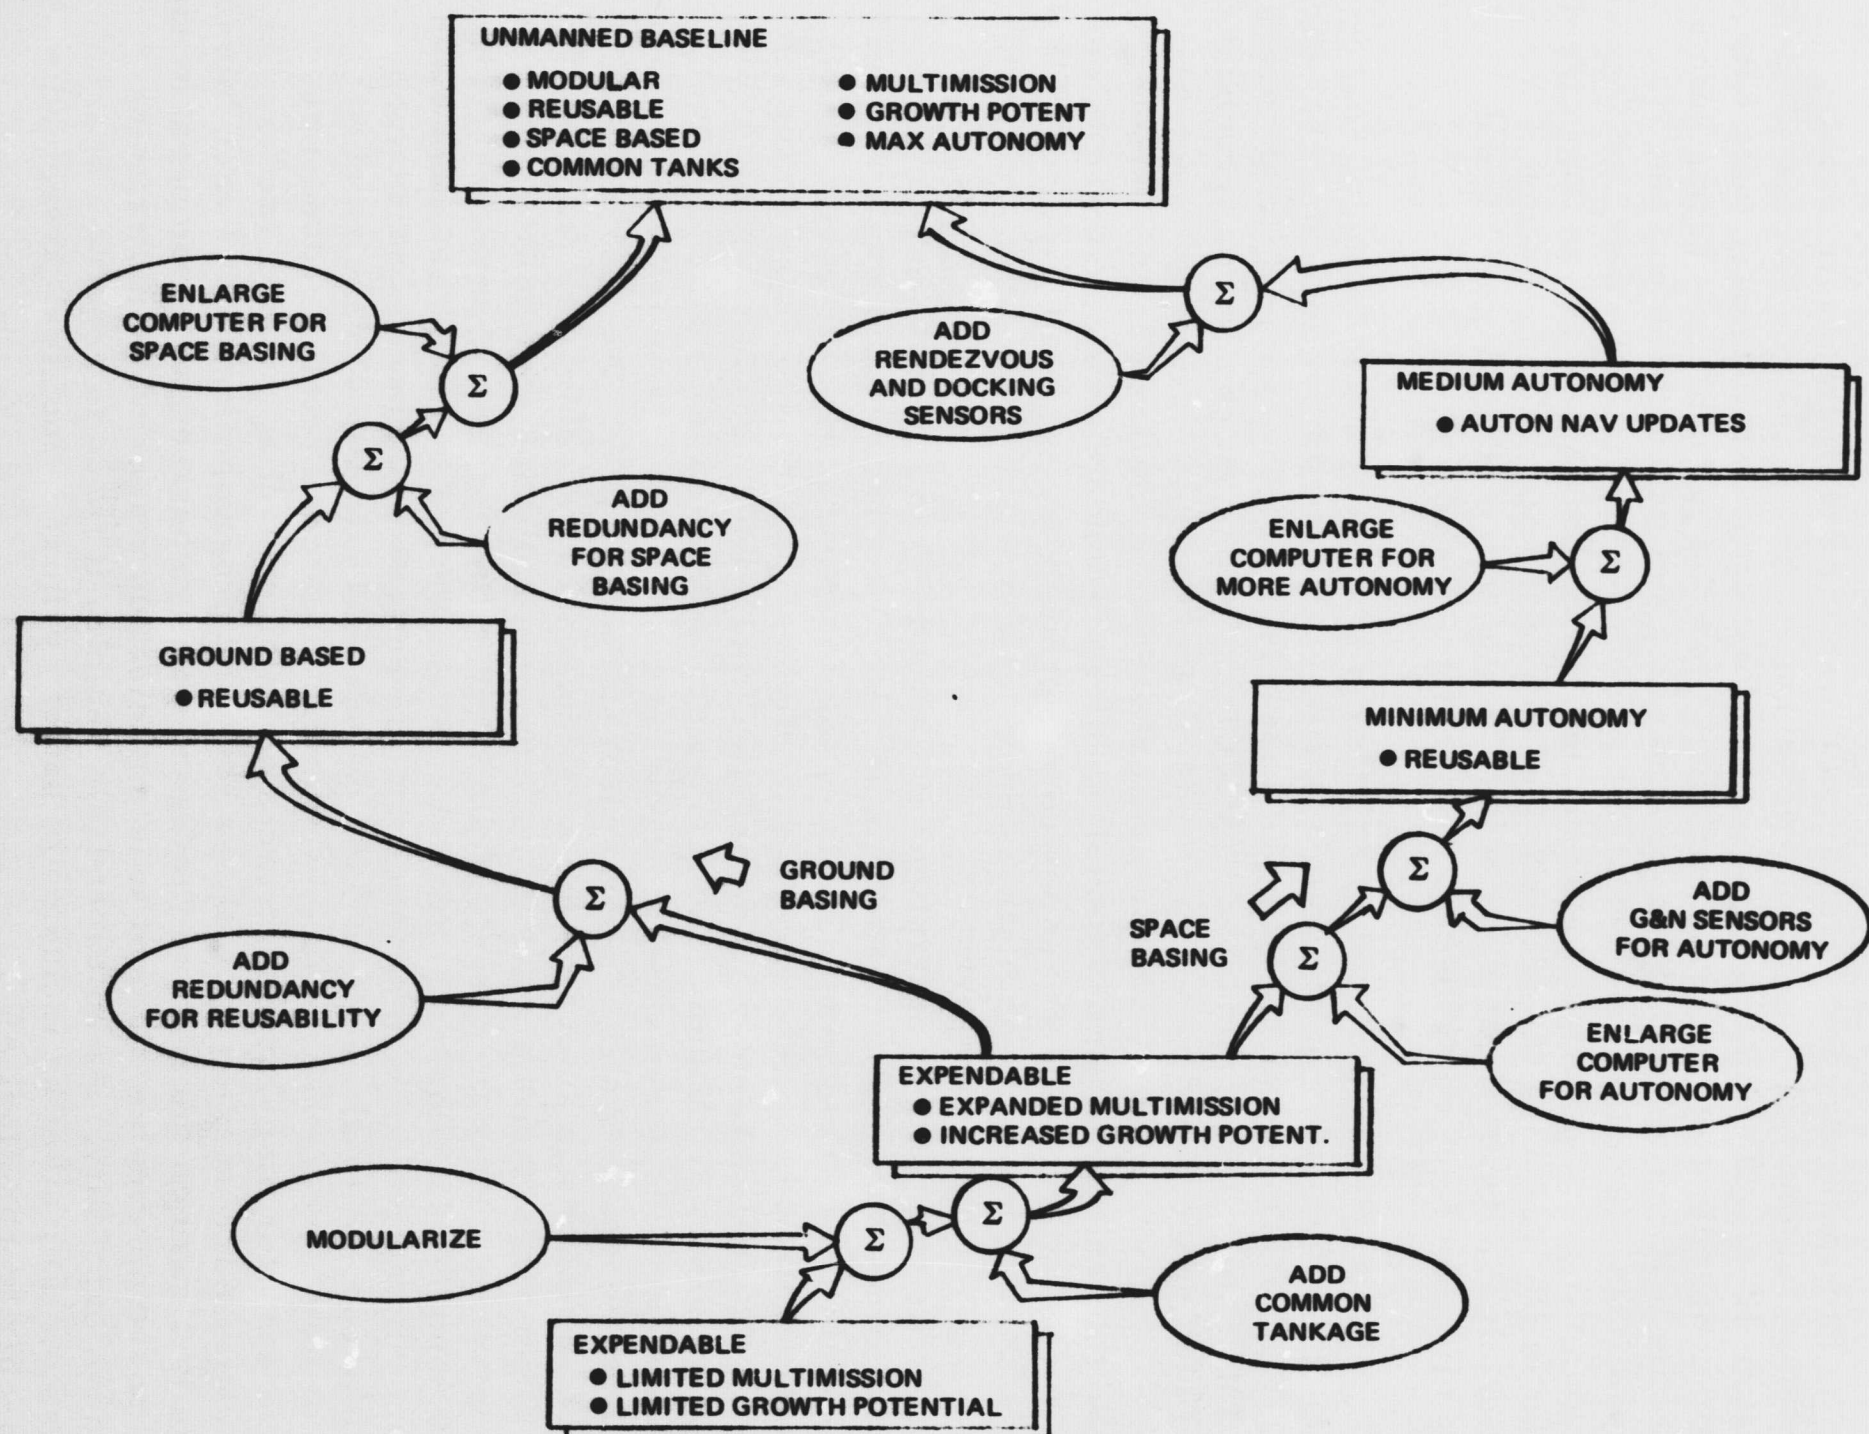 UNMANNED BASELINE
● MODULAR
● REUSABLE
● SPACE BASED
● COMMON TANKS
● MULTIMISSION
● GROWTH POTENT
● MAX AUTONOMY
ENLARGE
COMPUTER FOR
SPACE BASING
Σ
Σ
ADD
REDUNDANCY
FOR SPACE
BASING
ADD
RENDEZVOUS
AND DOCKING
SENSORS
Σ
MEDIUM AUTONOMY
● AUTON NAV UPDATES
ENLARGE
COMPUTER FOR
MORE AUTONOMY
Σ
GROUND BASED
● REUSABLE
MINIMUM AUTONOMY
● REUSABLE
Σ
GROUND
BASING
ADD
REDUNDANCY
FOR REUSABILITY
SPACE
BASING
Σ
Σ
ADD
G&N SENSORS
FOR AUTONOMY
ENLARGE
COMPUTER
FOR AUTONOMY
EXPENDABLE
● EXPANDED MULTIMISSION
● INCREASED GROWTH POTENT.
MODULARIZE
Σ
Σ
ADD
COMMON
TANKAGE
EXPENDABLE
● LIMITED MULTIMISSION
● LIMITED GROWTH POTENTIAL